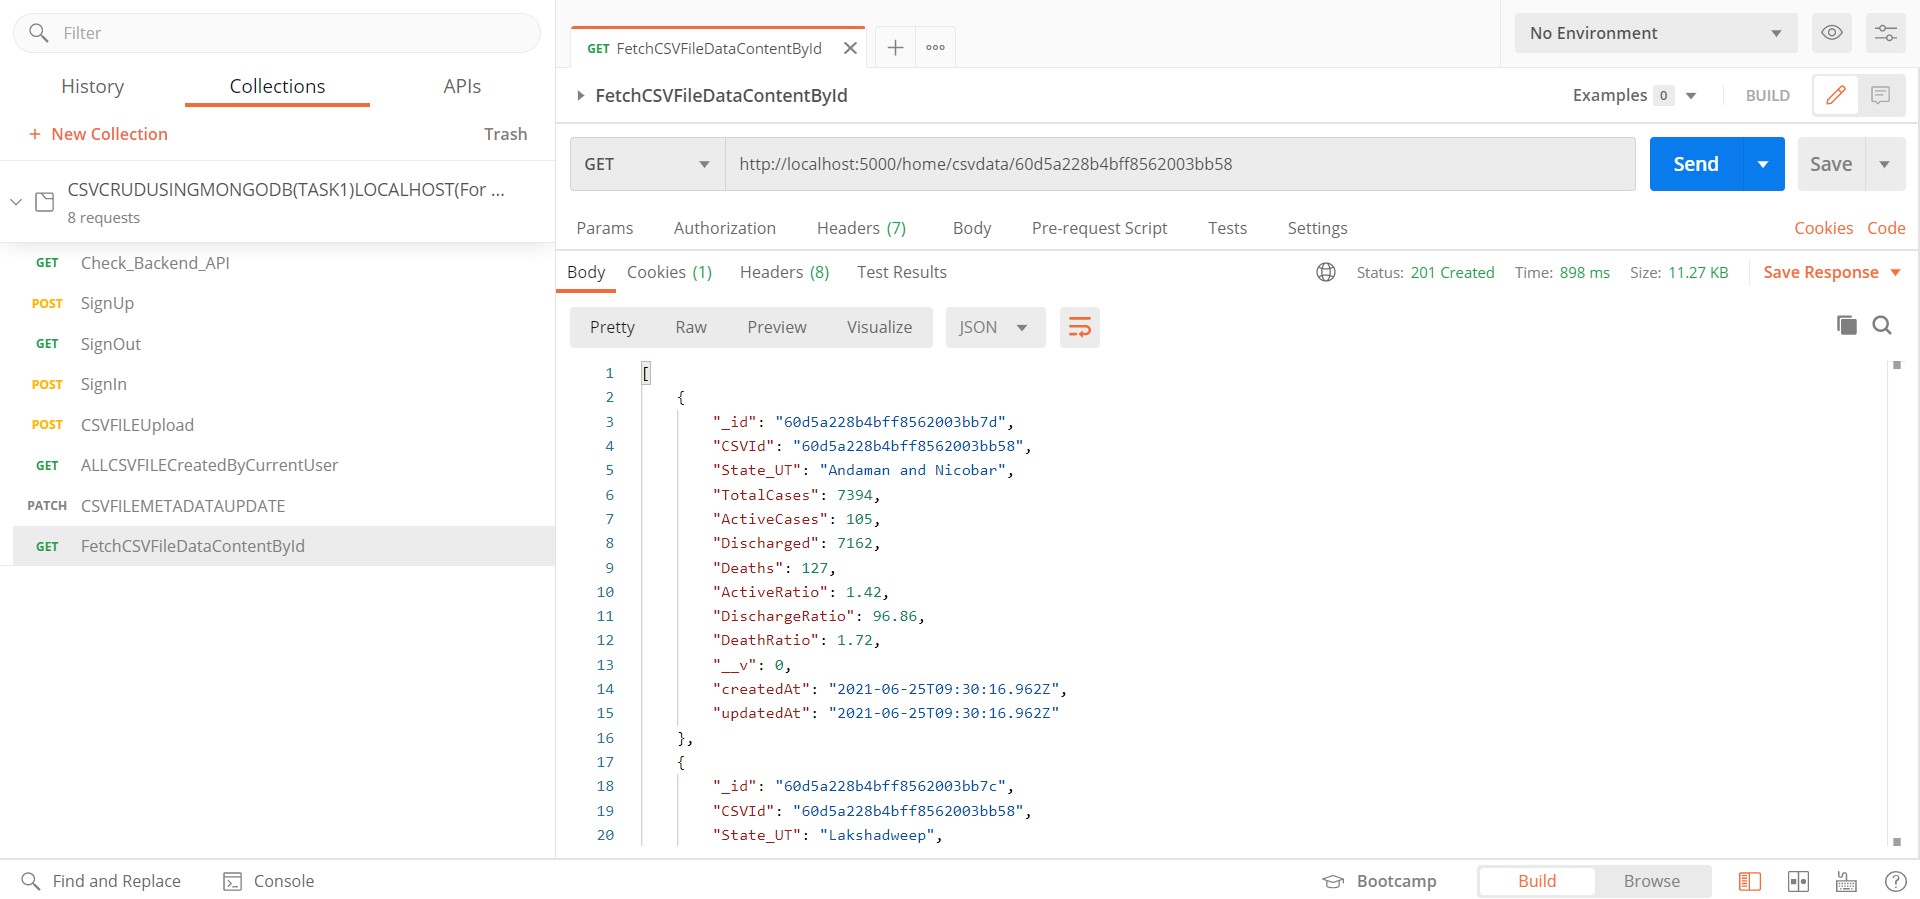 Filter
History Collections APIs
+ New Collection Trash
CSVCRUDUSINGMONGODB(TASK1)LOCALHOST(For ...
8 requests
GET Check_Backend_API
POST SignUp
GET SignOut
POST SignIn
POST CSVFILEUpload
GET ALLCSVFILECreatedByCurrentUser
PATCH CSVFILEMETADATAUPDATE
GET FetchCSVFileDataContentById
GET FetchCSVFileDataContentById
No Environment
FetchCSVFileDataContentById
Examples 0 BUILD
GET http://localhost:5000/home/csvdata/60d5a228b4bff8562003bb58 Send Save
Params Authorization Headers (7) Body Pre-request Script Tests Settings Cookies Code
Body Cookies (1) Headers (8) Test Results Status: 201 Created Time: 898 ms Size: 11.27 KB Save Response
Pretty Raw Preview Visualize JSON
1 [
2 {
3 "_id": "60d5a228b4bff8562003bb7d",
4 "CSVId": "60d5a228b4bff8562003bb58",
5 "State_UT": "Andaman and Nicobar",
6 "TotalCases": 7394,
7 "ActiveCases": 105,
8 "Discharged": 7162,
9 "Deaths": 127,
10 "ActiveRatio": 1.42,
11 "DischargeRatio": 96.86,
12 "DeathRatio": 1.72,
13 "__v": 0,
14 "createdAt": "2021-06-25T09:30:16.962Z",
15 "updatedAt": "2021-06-25T09:30:16.962Z"
16 },
17 {
18 "_id": "60d5a228b4bff8562003bb7c",
19 "CSVId": "60d5a228b4bff8562003bb58",
20 "State_UT": "Lakshadweep",
Find and Replace Console Bootcamp Build Browse